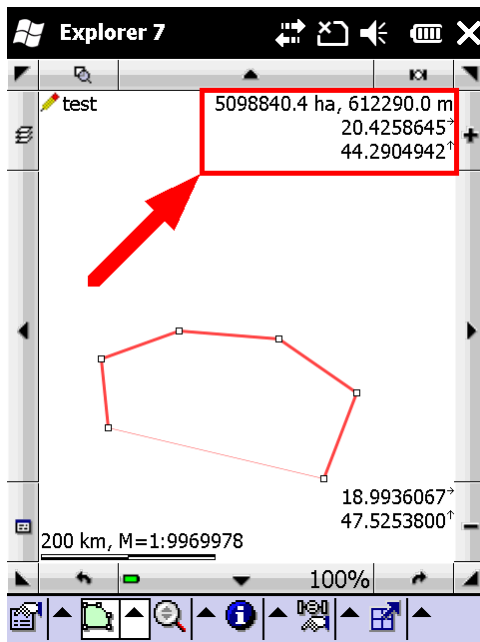 Explorer 7
test
5098840.4 ha, 612290.0 m
20.4258645→
44.2904942↑
18.9936067→
47.5253800↑
200 km, M=1:9969978
100%